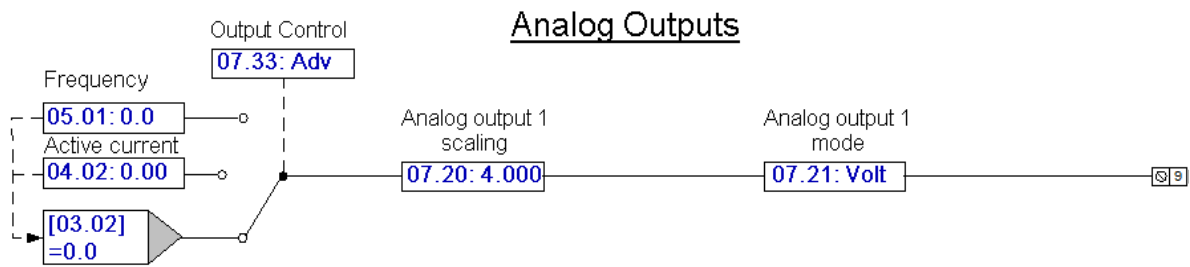 Analog Outputs
Output Control
07.33: Adv
Frequency
05.01: 0.0
Active current
04.02: 0.00
[03.02]
=0.0
Analog output 1
scaling
07.20: 4.000
Analog output 1
mode
07.21: Volt
9